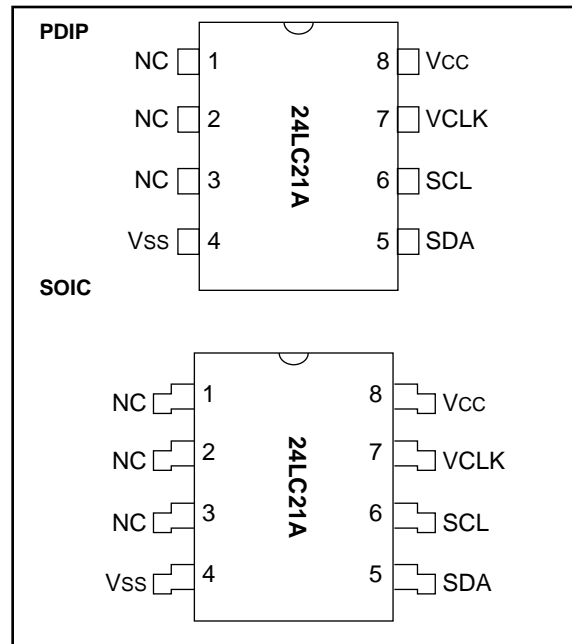 PDIP
NC 1 8 VCC
NC 2 7 VCLK
NC 3 6 SCL
VSS 4 5 SDA
24LC21A
SOIC
NC 1 8 VCC
NC 2 7 VCLK
NC 3 6 SCL
VSS 4 5 SDA
24LC21A